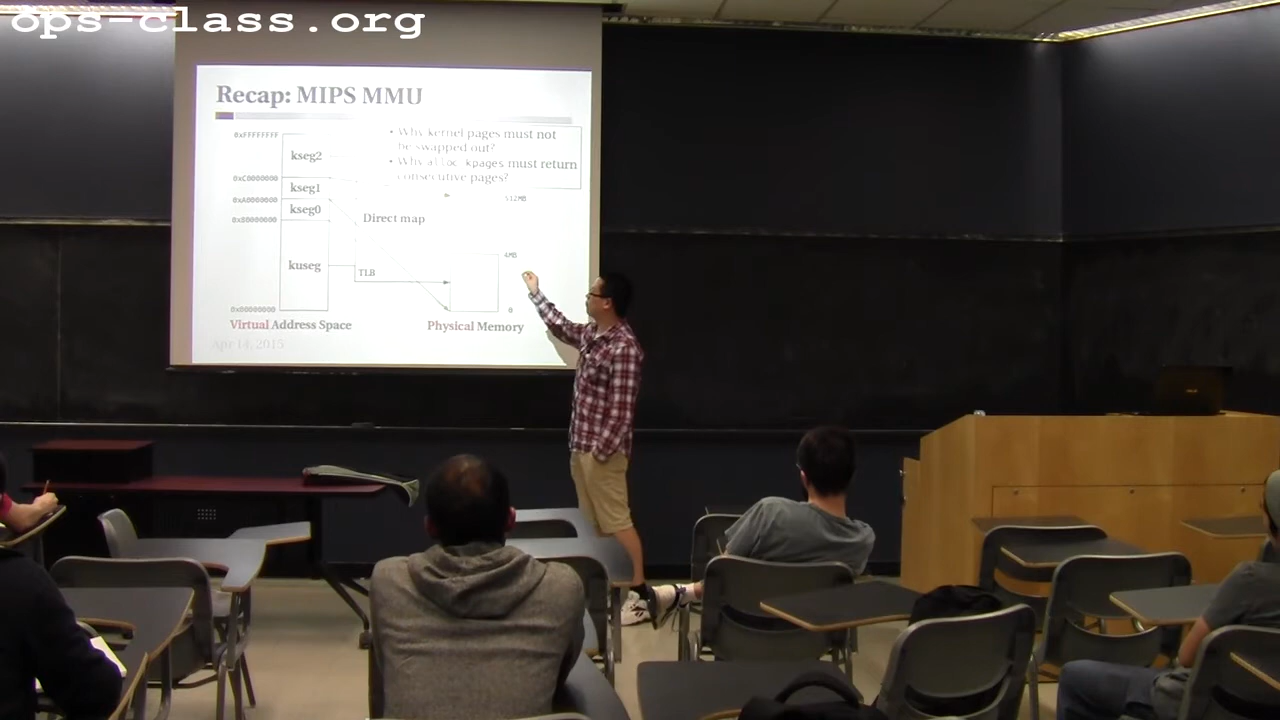 ops-class.org
Recap: MIPS MMU
• Why kernel pages must not
be swapped out?
• Why alloc_kpages must return
consecutive pages?
0xFFFFFFFF
kseg2
0xC0000000
kseg1
0xA0000000
kseg0
0x80000000
512MB
Direct map
4MB
kuseg
TLB
0x00000000
0
Virtual Address Space
Physical Memory
Apr 14, 2015